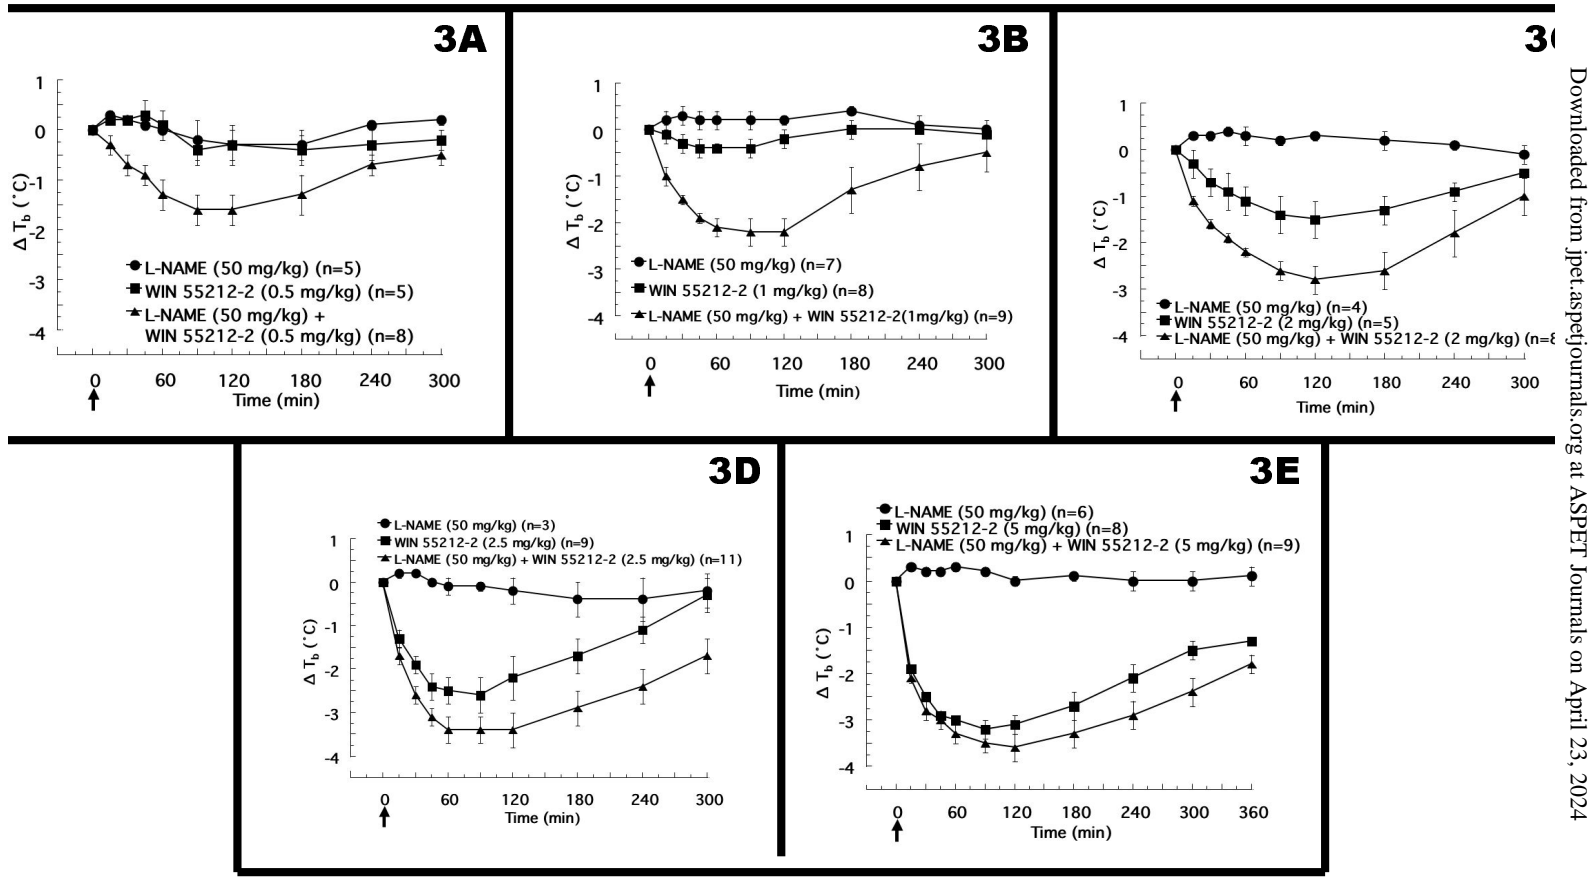 3A
1
0
-1
-2
-3
-4
Δ Tb (˚C)
L-NAME (50 mg/kg) (n=5)
WIN 55212-2 (0.5 mg/kg) (n=5)
L-NAME (50 mg/kg) +
WIN 55212-2 (0.5 mg/kg) (n=8)
0 60 120 180 240 300
Time (min)
3B
1
0
-1
-2
-3
-4
Δ Tb (˚C)
L-NAME (50 mg/kg) (n=7)
WIN 55212-2 (1 mg/kg) (n=8)
L-NAME (50 mg/kg) + WIN 55212-2(1mg/kg) (n=9)
0 60 120 180 240 300
Time (min)
3
1
0
-1
-2
-3
-4
Δ Tb (˚C)
L-NAME (50 mg/kg) (n=4)
WIN 55212-2 (2 mg/kg) (n=5)
L-NAME (50 mg/kg) + WIN 55212-2 (2 mg/kg) (n=
0 60 120 180 240 300
Time (min)
3D
L-NAME (50 mg/kg) (n=3)
WIN 55212-2 (2.5 mg/kg) (n=9)
L-NAME (50 mg/kg) + WIN 55212-2 (2.5 mg/kg) (n=11)
1
0
-1
-2
-3
-4
Δ Tb (˚C)
0 60 120 180 240 300
Time (min)
3E
L-NAME (50 mg/kg) (n=6)
WIN 55212-2 (5 mg/kg) (n=8)
L-NAME (50 mg/kg) + WIN 55212-2 (5 mg/kg) (n=9)
1
0
-1
-2
-3
-4
Δ Tb (˚C)
0 60 120 180 240 300 360
Time (min)
Downloaded from jpet.aspetjournals.org at ASPET Journals on April 23, 2024